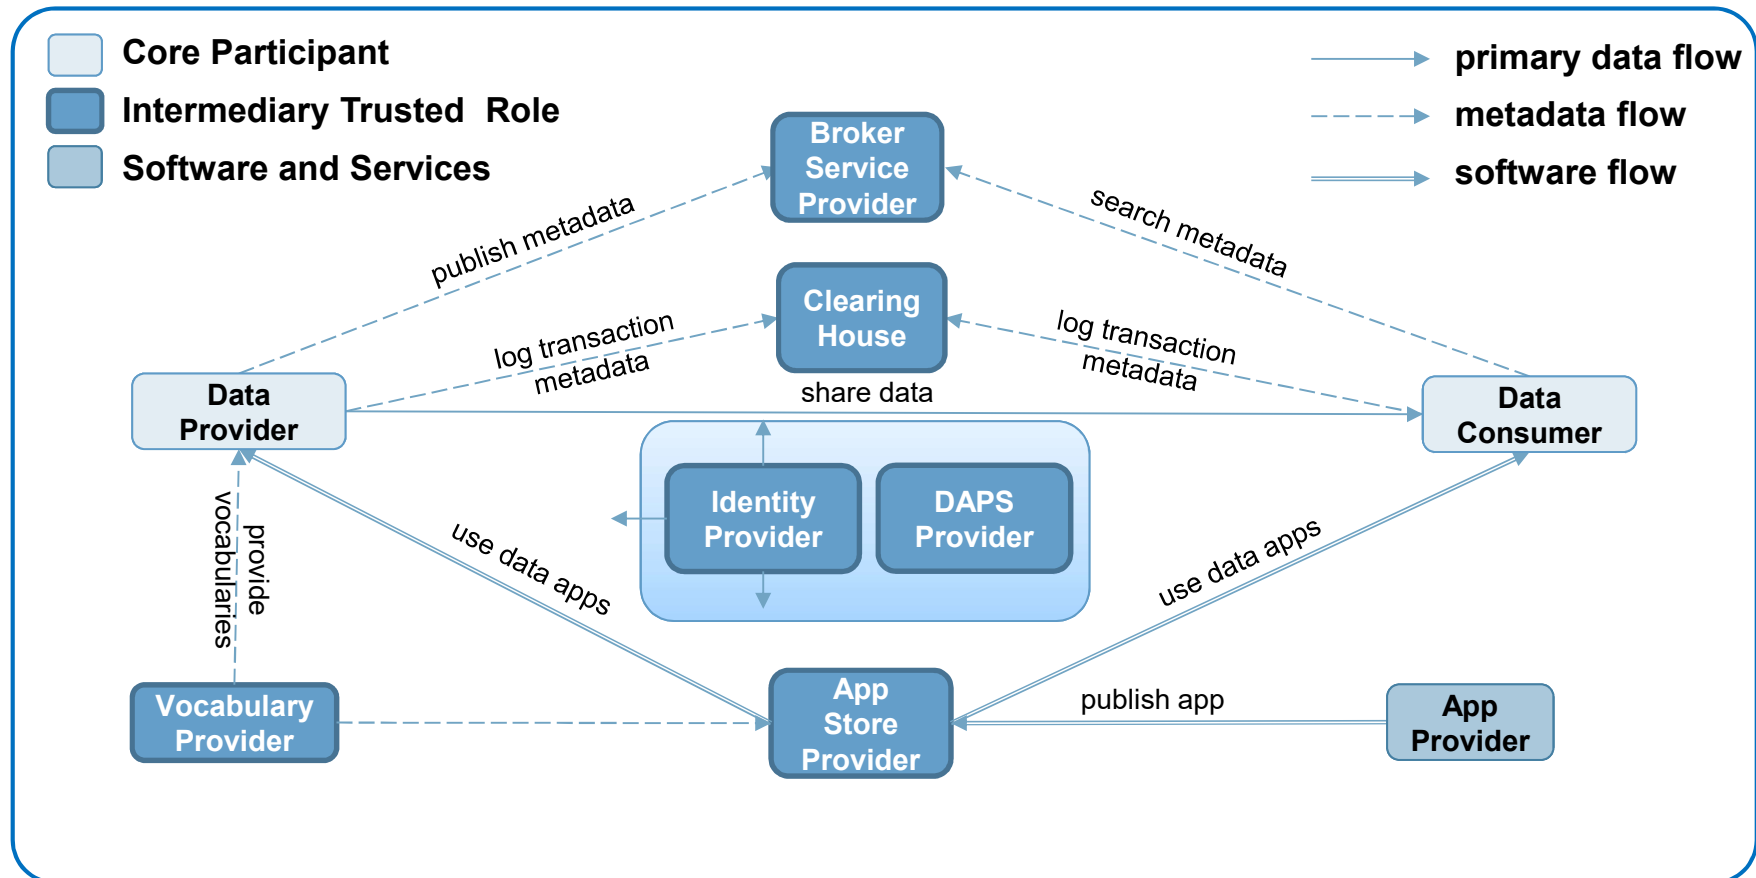 Core Participant
Intermediary Trusted  Role
Software and Services
primary data flow
metadata flow
software flow
Broker
Service
Provider
publish metadata
search metadata
Clearing
House
log transaction
metadata
log transaction
metadata
share data
Data
Provider
Data
Consumer
Identity
Provider
DAPS
Provider
provide
vocabularies
use data apps
use data apps
Vocabulary
Provider
App
Store
Provider
publish app
App
Provider